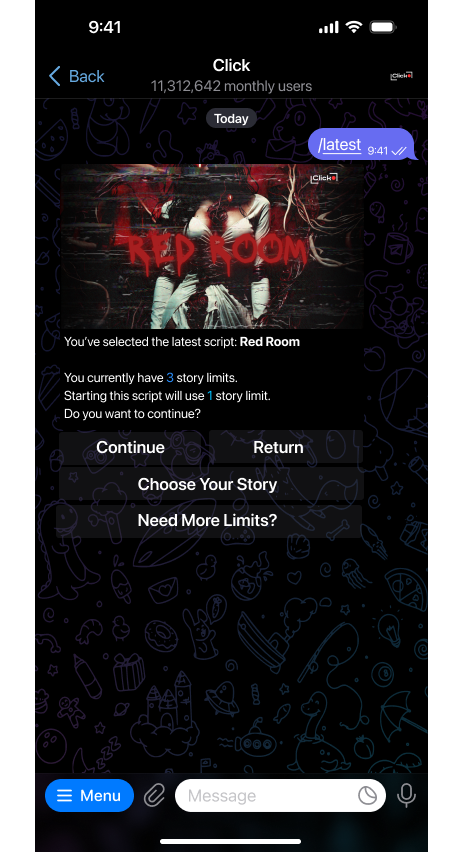 9:41
Back
Click
11,312,642 monthly users
Click
Today
/latest
9:41
Click
RED ROOM
You've selected the latest script: Red Room
You currently have 3 story limits.
Starting this script will use 1 story limit.
Do you want to continue?
Continue
Return
Choose Your Story
Need More Limits?
Menu
Message